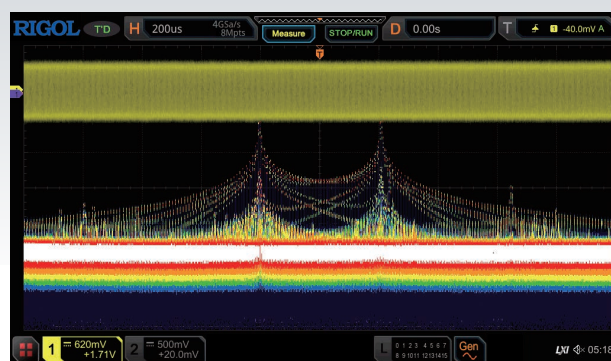 RIGOL T'D H 200us 4GSa/s 8Mpts Measure STOP/RUN D 0.00s T 1 -40.0mV A
T
1 620mV +1.71V 2 500mV +20.0mV L 0 1 2 3 4 5 6 7 8 9 10 11 12 13 14 15 Gen LXI 05:18